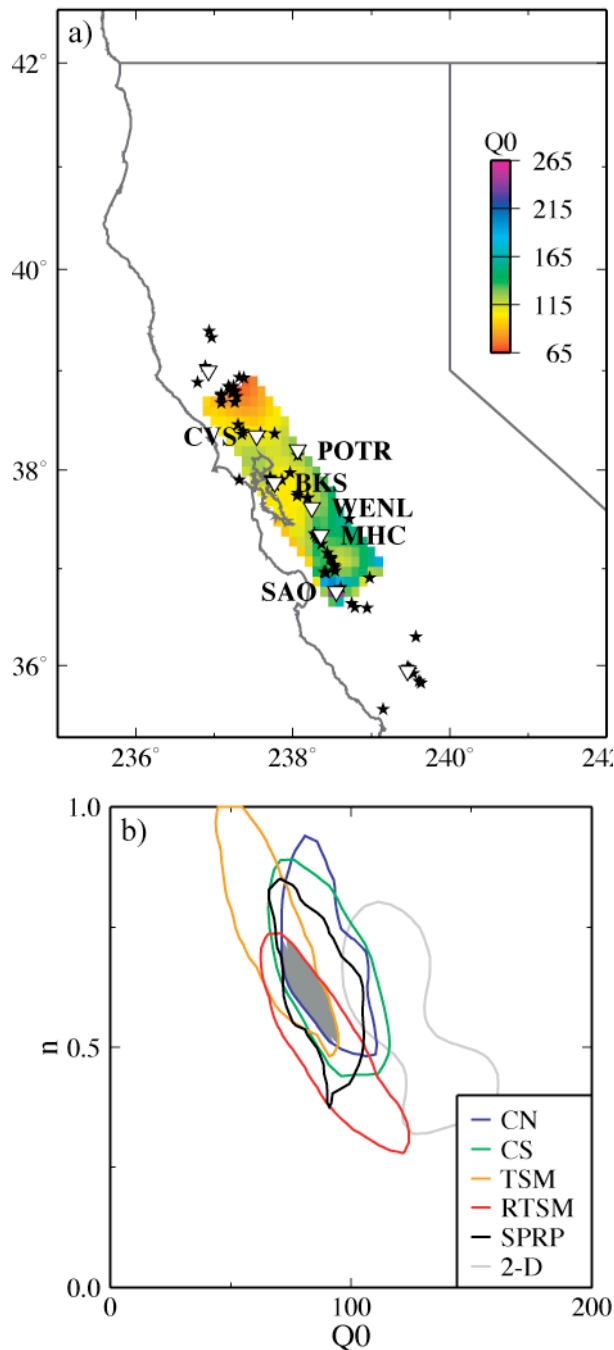 a)
42°
40°
38°
36°
236°
238°
240°
242
Q0
265
215
165
115
65
CVS
POTR
BKS
WENL
MHC
SAO
b)
1.0
0.5
0.0
n
0
100
200
Q0
CN
CS
TSM
RTSM
SPRP
2-D